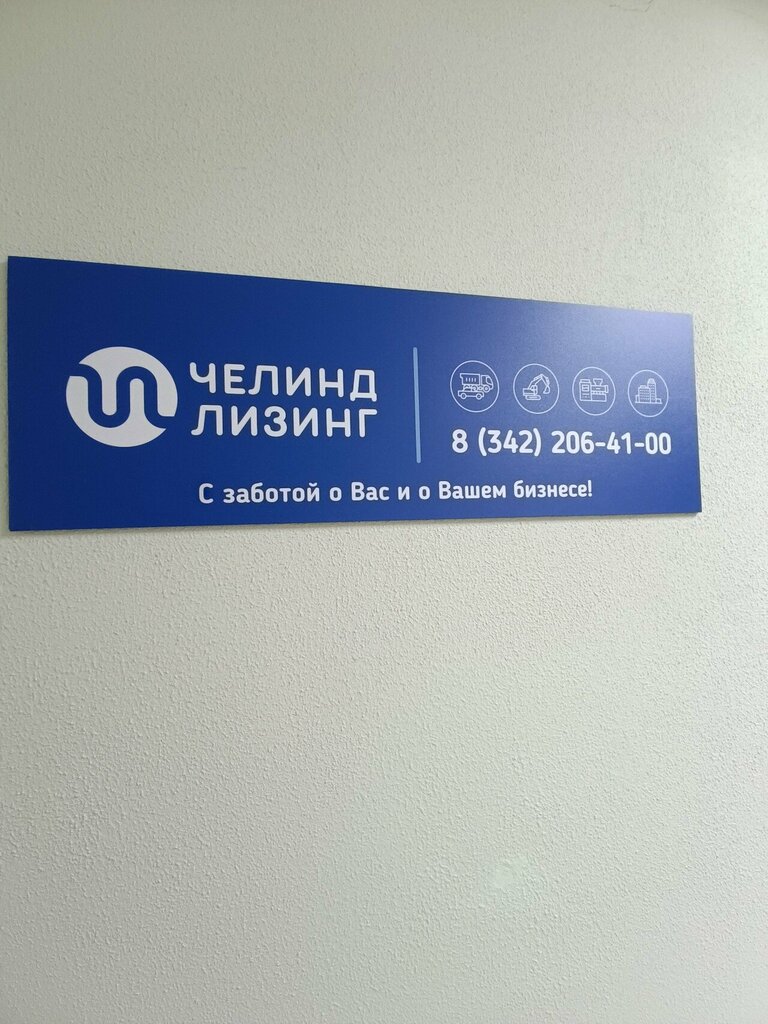 ЧЕЛИНД
ЛИЗИНГ
8 (342) 206-41-00
С заботой о Вас и о Вашем бизнесе!